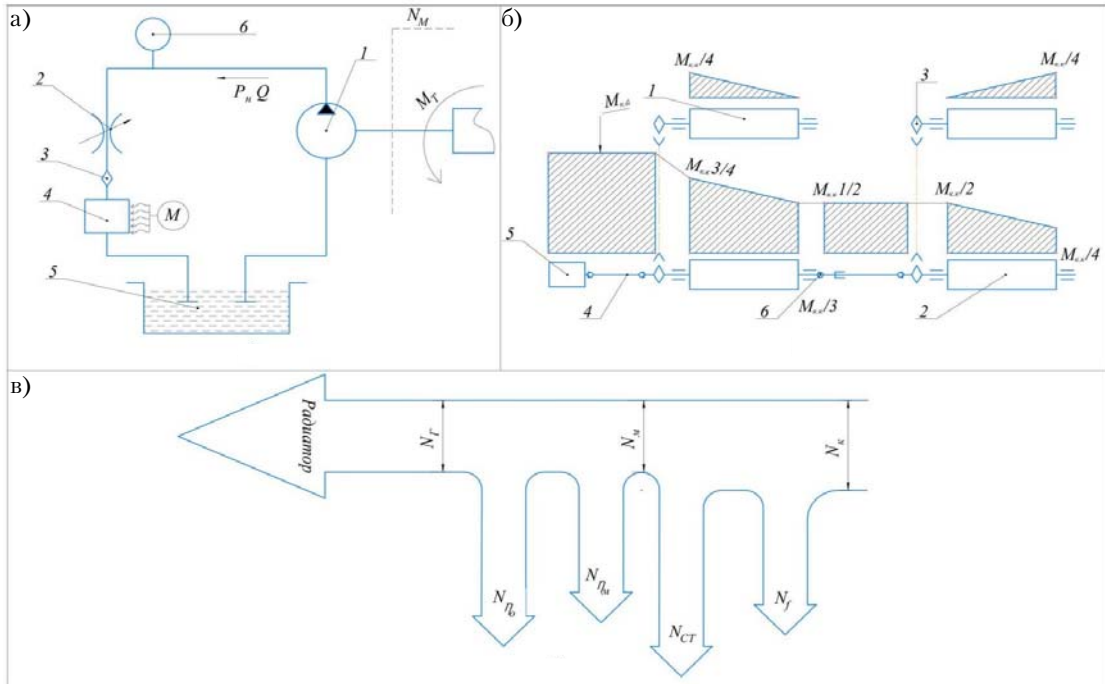 а)
6
N_M
1
2
P_н Q
M_T
3
4
M
5
б)
M_к.к/4
M_к.к/4
1
3
M_к.б
M_к.к 3/4
M_к.к 1/2
M_к.к/2
5
M_к.к/4
4
6
M_к.к/3
2
в)
Радиатор
N_Г
N_м
N_к
N_η_о
N_η_м
N_СТ
N_f